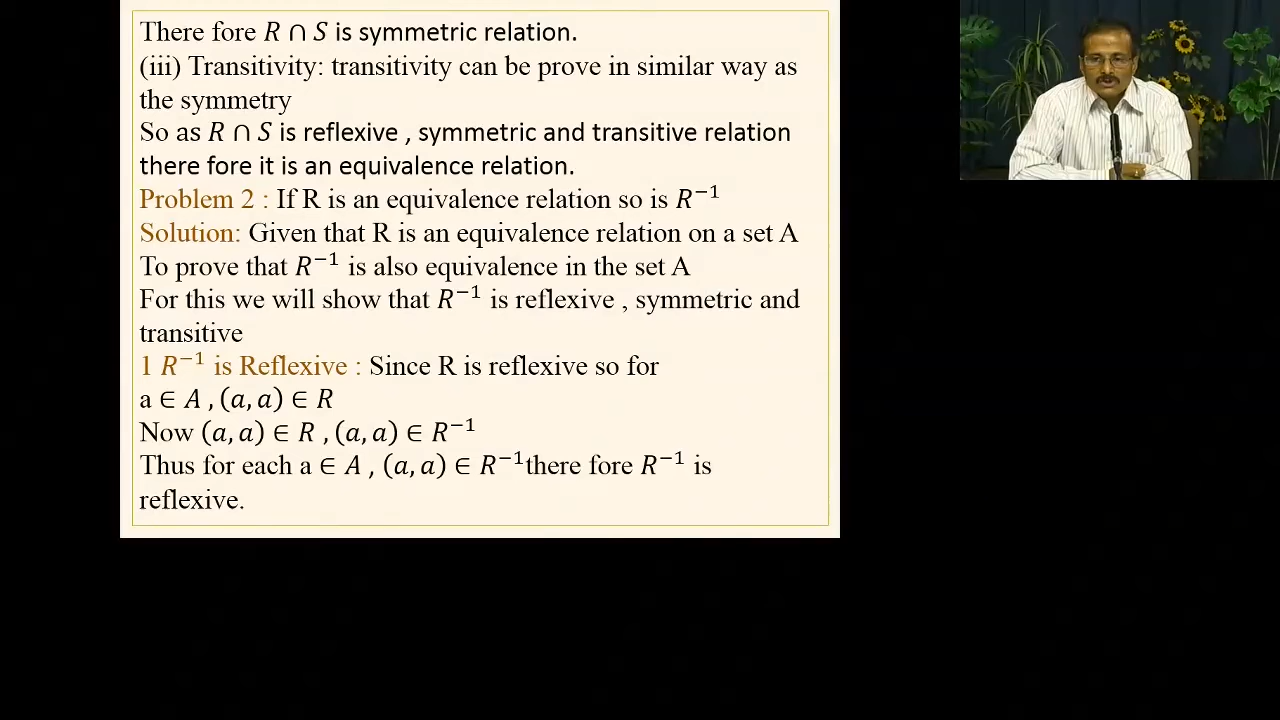 There fore R ∩ S is symmetric relation.
(iii) Transitivity: transitivity can be prove in similar way as
the symmetry
So as R ∩ S is reflexive , symmetric and transitive relation
there fore it is an equivalence relation.
Problem 2 : If R is an equivalence relation so is R⁻¹
Solution: Given that R is an equivalence relation on a set A
To prove that R⁻¹ is also equivalence in the set A
For this we will show that R⁻¹ is reflexive , symmetric and
transitive
1 R⁻¹ is Reflexive : Since R is reflexive so for
a ∈ A , (a, a) ∈ R
Now (a, a) ∈ R , (a, a) ∈ R⁻¹
Thus for each a ∈ A , (a, a) ∈ R⁻¹there fore R⁻¹ is
reflexive.